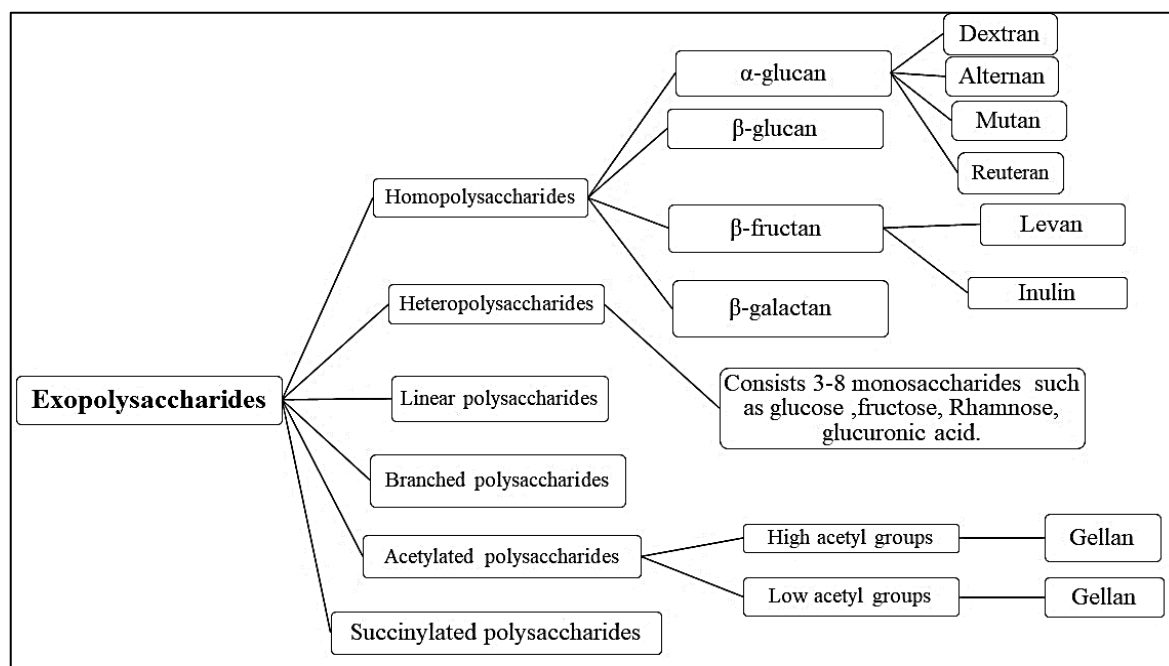 Exopolysaccharides
Homopolysaccharides
α-glucan
Dextran
Alternan
Mutan
Reuteran
β-glucan
β-fructan
Levan
Inulin
β-galactan
Heteropolysaccharides
Consists 3-8 monosaccharides such
as glucose ,fructose, Rhamnose,
glucuronic acid.
Linear polysaccharides
Branched polysaccharides
Acetylated polysaccharides
High acetyl groups
Gellan
Low acetyl groups
Gellan
Succinylated polysaccharides